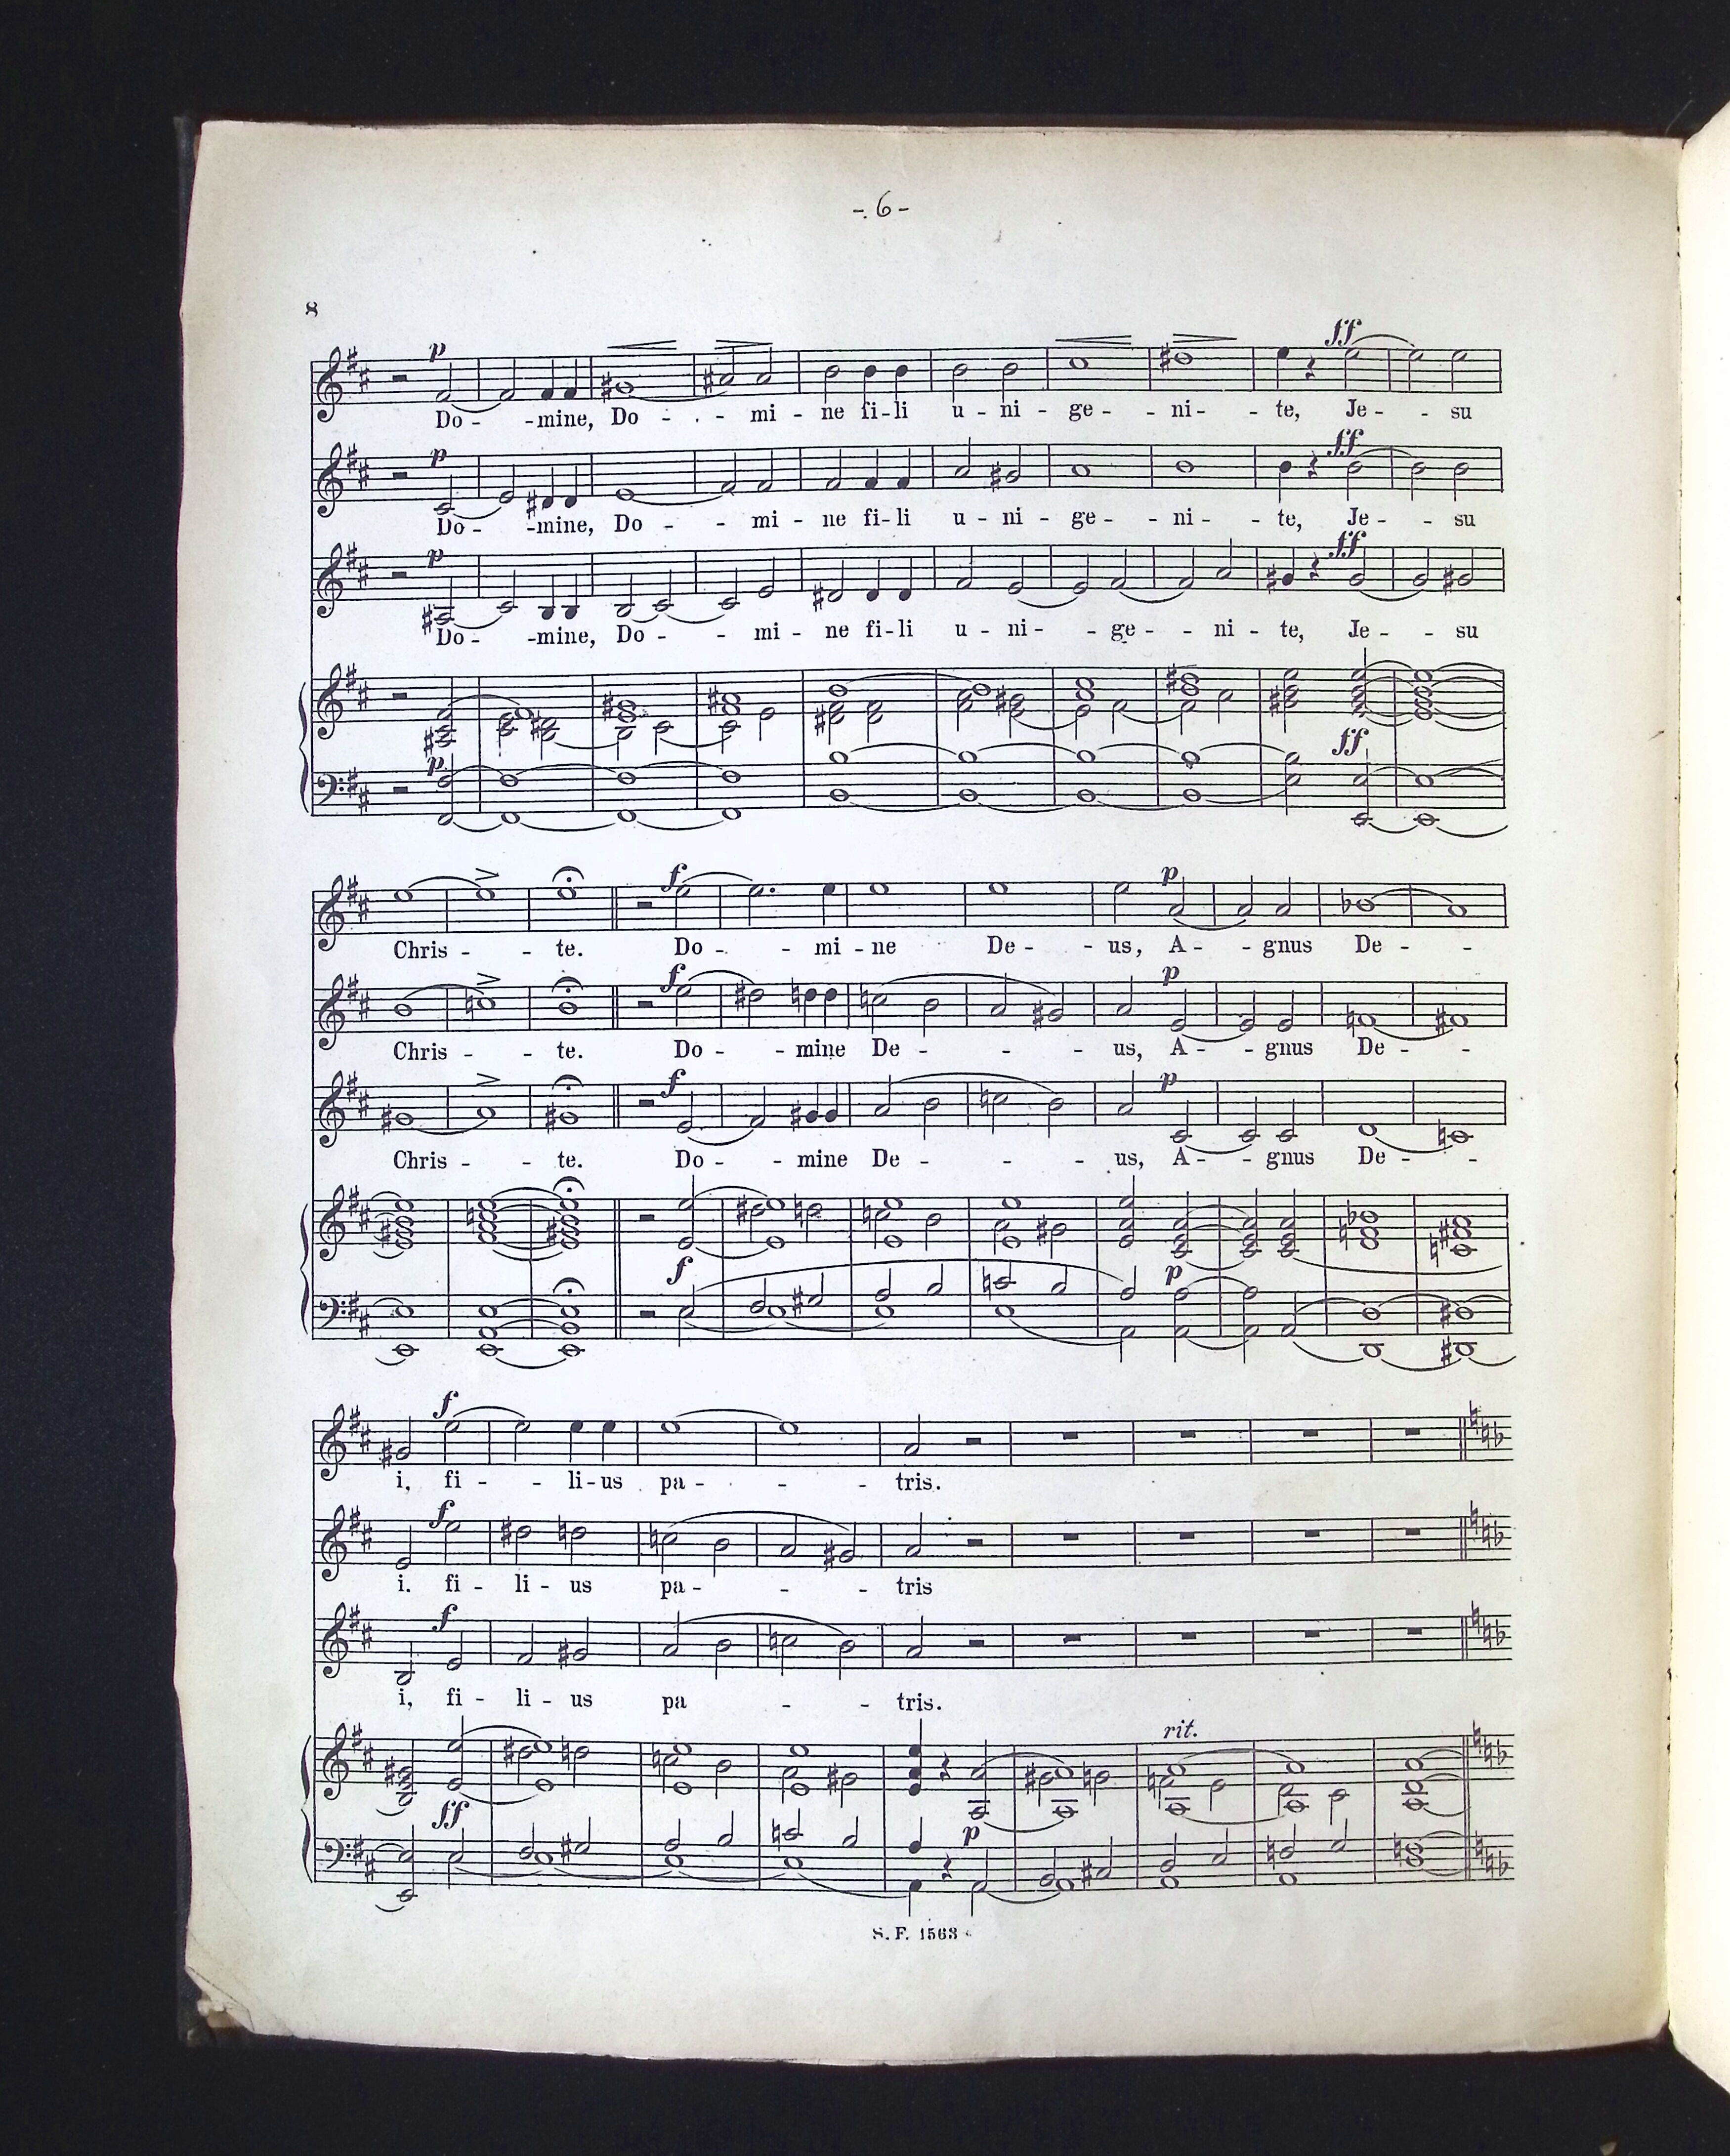 -. 6 -
8
p ff
Do - - mine, Do - . - mi - ne fi - li u - ni - ge - - ni - - te, Je - - su
p ff
Do - - mine, Do - - mi - ne fi - li u - ni - ge - - ni - - te, Je - - su
p ff
Do - - mine, Do - - mi - ne fi - li u - ni - - ge - - ni - te, Je - - su
ff
p
f p
Chris - - te. Do - - mi - ne De - - us, A - - gnus De - -
f p
Chris - - te. Do - - mine De - - - us, A - - gnus De - -
f p
Chris - - te. Do - - mine De - - - us, A - - gnus De - -
f p
f
i, fi - - li - us pa - - - tris.
f
i. fi - li - us pa - - - tris
f
i, fi - li - us pa - - tris.
rit.
ff p
S. F. 1563